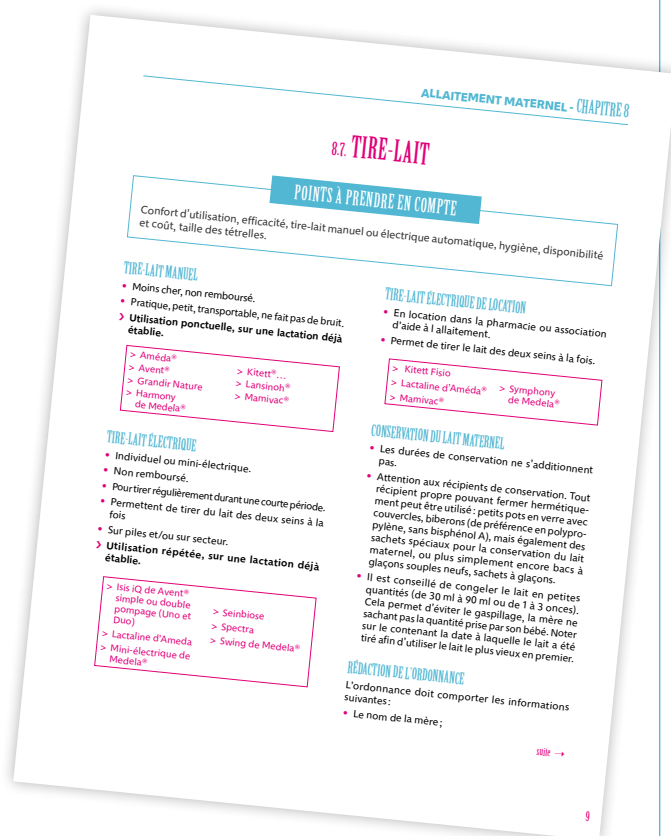 ALLAITEMENT MATERNEL - CHAPITRE 8
8.7. TIRE-LAIT
POINTS À PRENDRE EN COMPTE
Confort d'utilisation, efficacité, tire-lait manuel ou électrique automatique, hygiène, disponibilité
et coût, taille des tétrelles.
TIRE-LAIT MANUEL
• Moins cher, non remboursé.
• Pratique, petit, transportable, ne fait pas de bruit.
❯ Utilisation ponctuelle, sur une lactation déjà
établie.
> Améda®
> Avent®
> Grandir Nature
> Harmony
de Medela®
> Kitett®…
> Lansinoh®
> Mamivac®
TIRE-LAIT ÉLECTRIQUE
• Individuel ou mini-électrique.
• Non remboursé.
• Pour tirer régulièrement durant une courte période.
• Permettent de tirer du lait des deux seins à la
fois
• Sur piles et/ou sur secteur.
❯ Utilisation répétée, sur une lactation déjà
établie.
> Isis iQ de Avent®
simple ou double
pompage (Uno et
Duo)
> Lactaline d'Ameda
> Mini-électrique de
Medela®
> Seinbiose
> Spectra
> Swing de Medela®
TIRE-LAIT ÉLECTRIQUE DE LOCATION
• En location dans la pharmacie ou association
d'aide à l allaitement.
• Permet de tirer le lait des deux seins à la fois.
> Kitett Fisio
> Lactaline d'Améda®
> Mamivac®
> Symphony
de Medela®
CONSERVATION DU LAIT MATERNEL
• Les durées de conservation ne s'additionnent
pas.
• Attention aux récipients de conservation. Tout
récipient propre pouvant fermer hermétique-
ment peut être utilisé : petits pots en verre avec
couvercles, biberons (de préférence en polypro-
pylène, sans bisphénol A), mais également des
sachets spéciaux pour la conservation du lait
maternel, ou plus simplement encore bacs à
glaçons souples neufs, sachets à glaçons.
• Il est conseillé de congeler le lait en petites
quantités (de 30 ml à 90 ml ou de 1 à 3 onces).
Cela permet d'éviter le gaspillage, la mère ne
sachant pas la quantité prise par son bébé. Noter
sur le contenant la date à laquelle le lait a été
tiré afin d'utiliser le lait le plus vieux en premier.
RÉDACTION DE L'ORDONNANCE
L'ordonnance doit comporter les informations
suivantes :
• Le nom de la mère ;
suite →
9